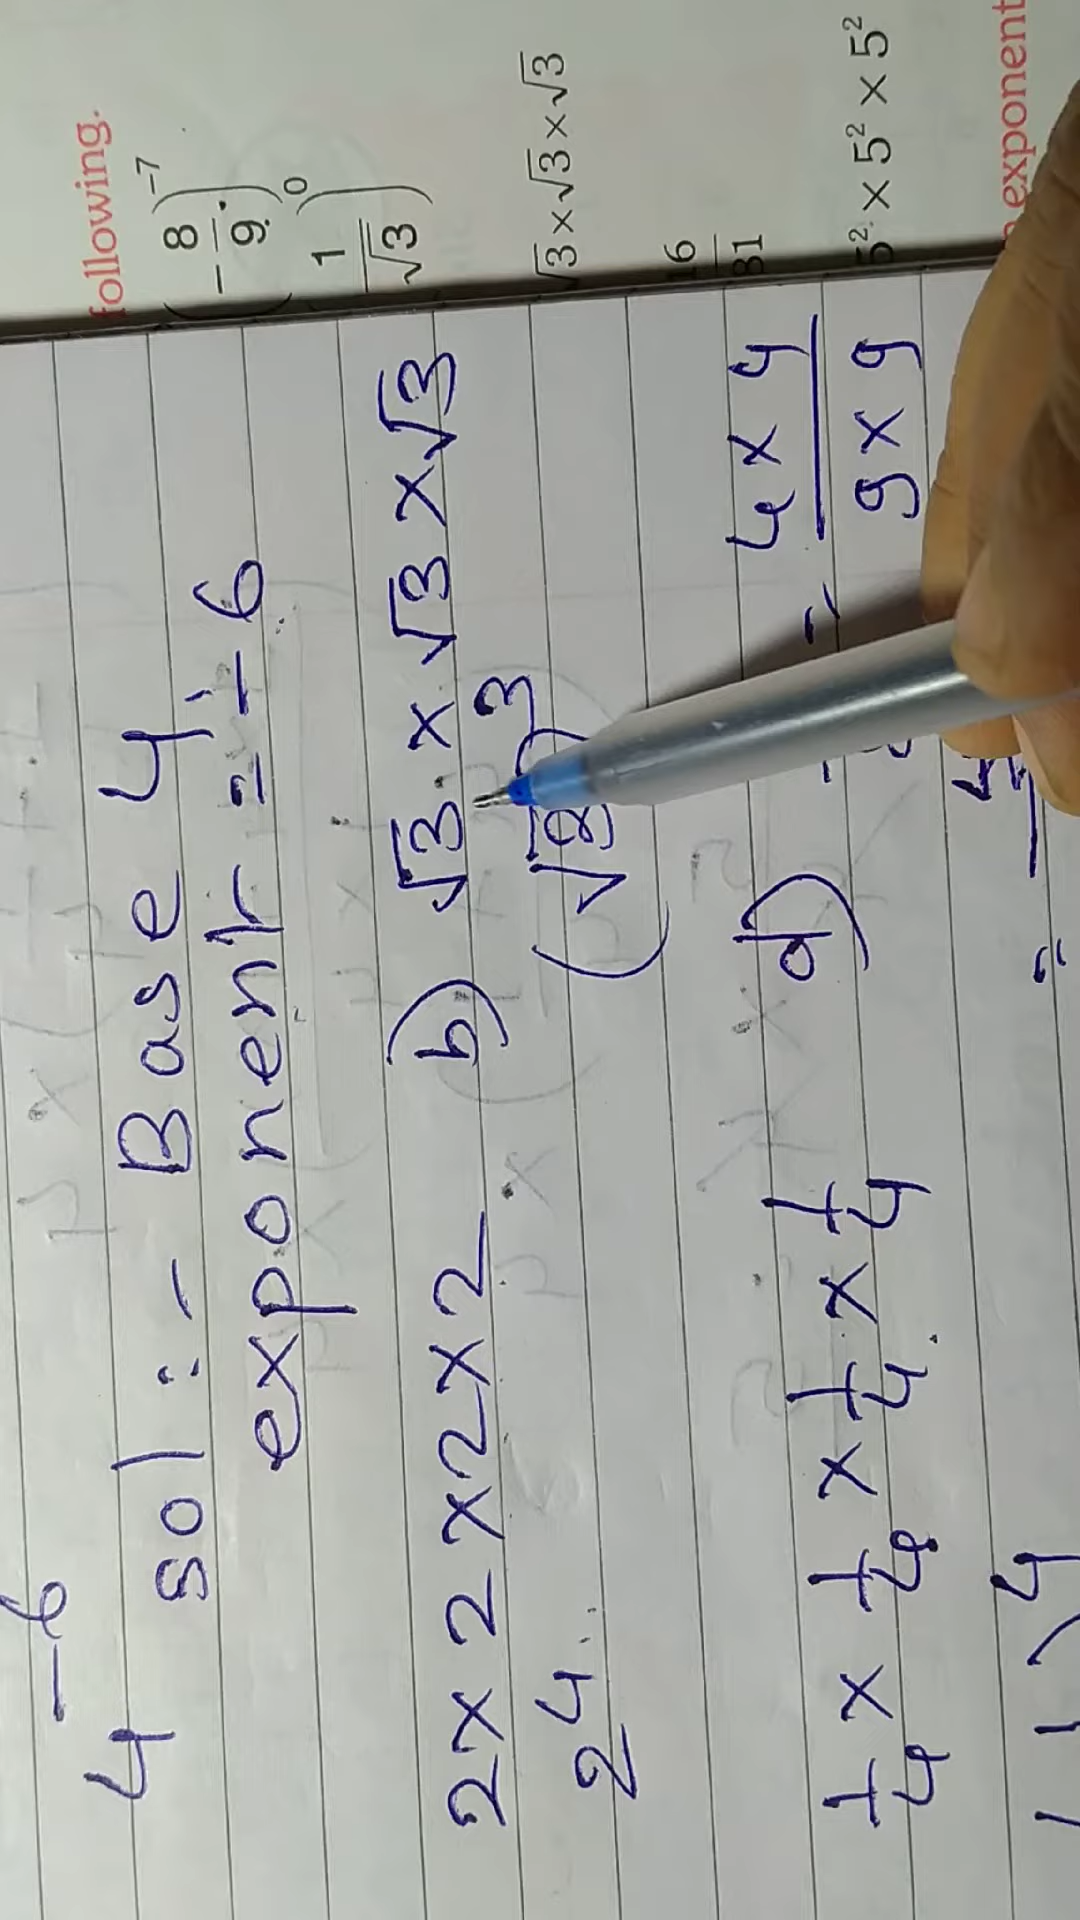 following.
(-8/9)^-7
(1/√3)^0
√3×√3×√3
16/81
5² × 5² × 5²
exponent
4^-6
sol:- Base 4
exponent = -6
2×2×2×2 b) √3 × √3 × √3
2^4 (√3)^3
1/4 × 1/4 × 1/4 × 1/4 d) = 4×4/9×9